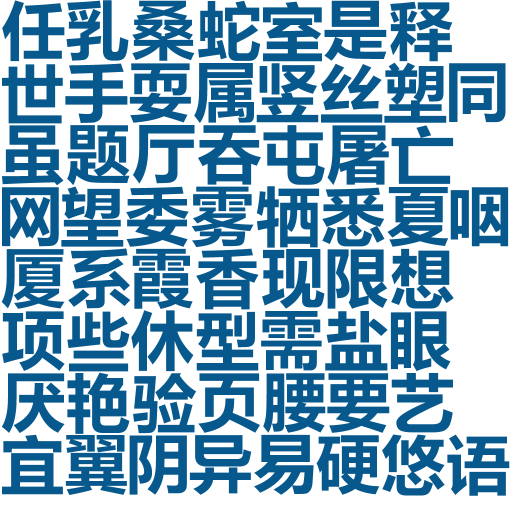 任乳桑蛇室是释
世手耍属竖丝塑同
虽题厅吞屯屠亡
网望委雾牺悉夏咽
厦系霞香现限想
项些休型需盐眼
厌艳验页腰要艺
宜翼阴异易硬悠语